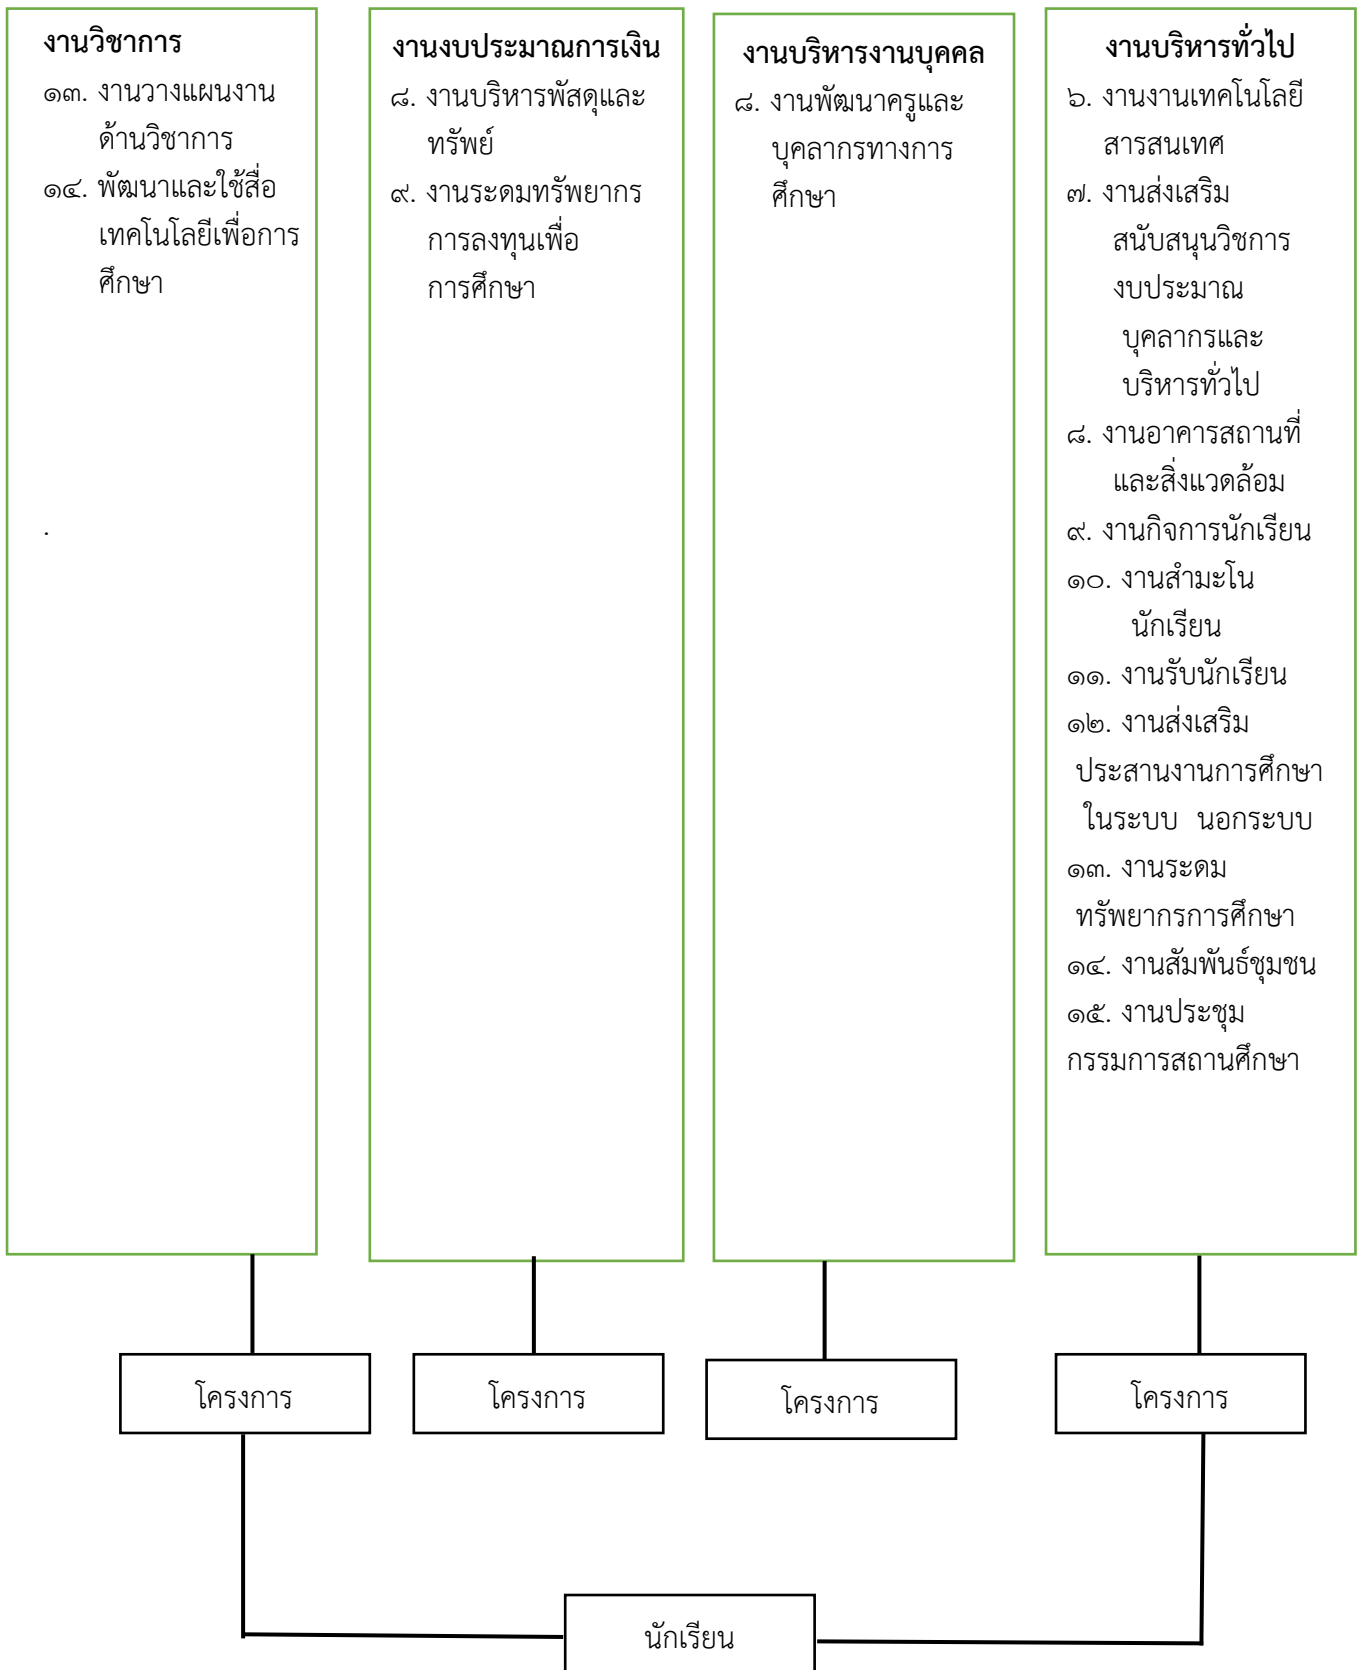 งานวิชาการ
๑๓. งานวางแผนงาน
ด้านวิชาการ
๑๔. พัฒนาและใช้สื่อ
เทคโนโลยีเพื่อการ
ศึกษา
.
งานงบประมาณการเงิน
๘. งานบริหารพัสดุและ
ทรัพย์
๙. งานระดมทรัพยากร
การลงทุนเพื่อ
การศึกษา
งานบริหารงานบุคคล
๘. งานพัฒนาครูและ
บุคลากรทางการ
ศึกษา
งานบริหารทั่วไป
๖. งานงานเทคโนโลยี
สารสนเทศ
๗. งานส่งเสริม
สนับสนุนวิชการ
งบประมาณ
บุคลากรและ
บริหารทั่วไป
๘. งานอาคารสถานที่
และสิ่งแวดล้อม
๙. งานกิจการนักเรียน
๑๐. งานสำมะโน
นักเรียน
๑๑. งานรับนักเรียน
๑๒. งานส่งเสริม
ประสานงานการศึกษา
ในระบบ นอกระบบ
๑๓. งานระดม
ทรัพยากรการศึกษา
๑๔. งานสัมพันธ์ชุมชน
๑๕. งานประชุม
กรรมการสถานศึกษา
โครงการ
โครงการ
โครงการ
โครงการ
นักเรียน